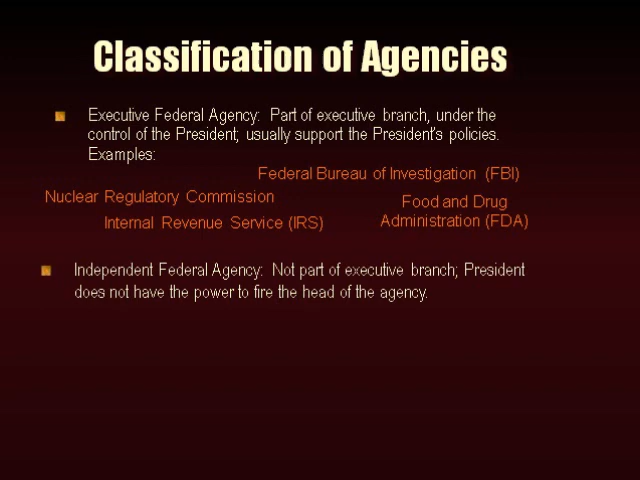 Classification of Agencies
Executive Federal Agency: Part of executive branch, under the
control of the President; usually support the President's policies.
Examples:
Federal Bureau of Investigation (FBI)
Nuclear Regulatory Commission
Food and Drug
Administration (FDA)
Internal Revenue Service (IRS)
Independent Federal Agency: Not part of executive branch; President
does not have the power to fire the head of the agency.